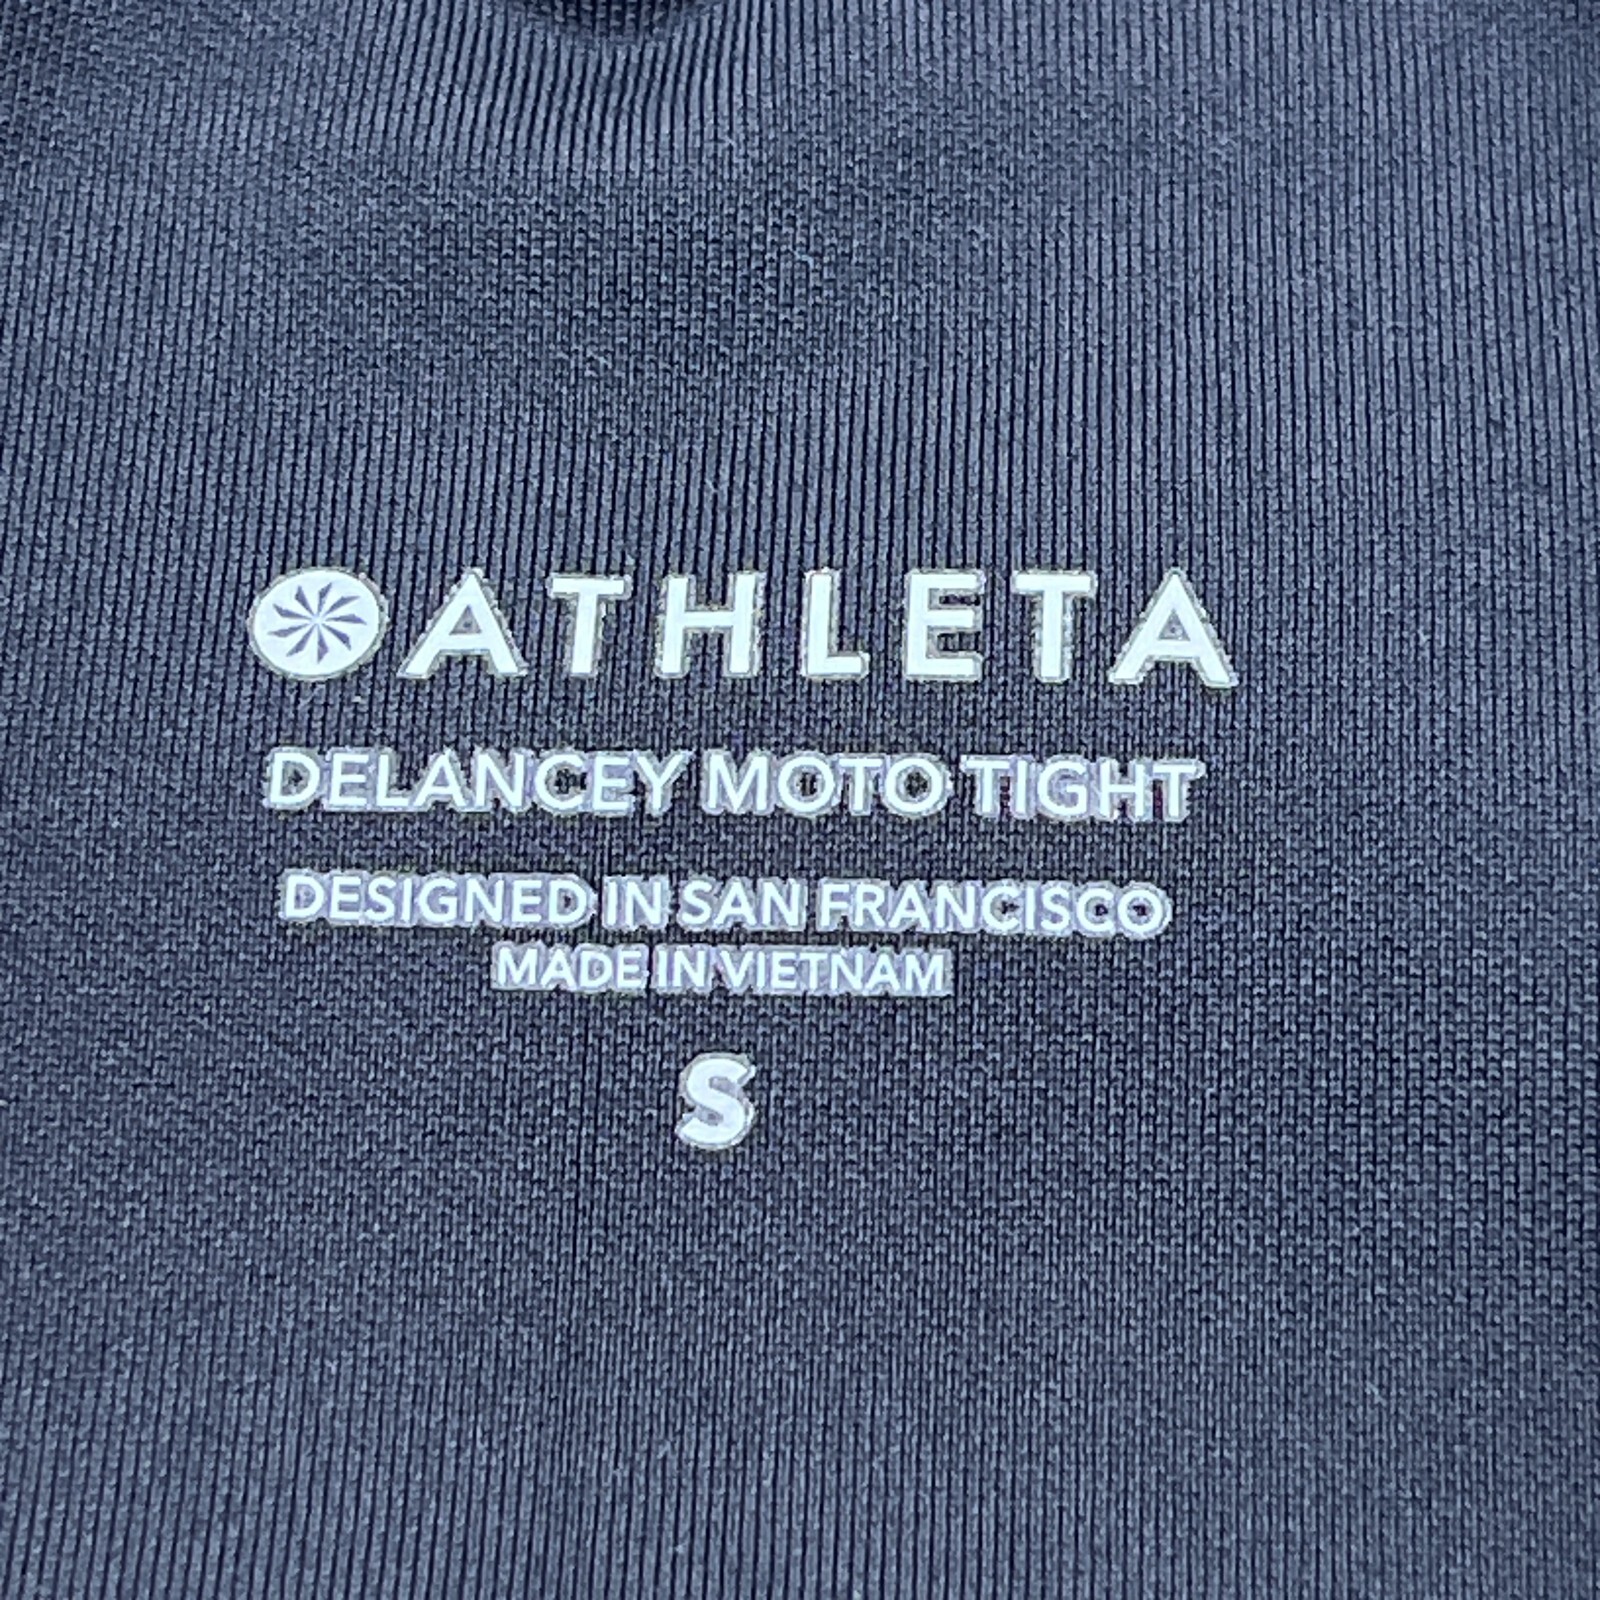 ATHLETA
DELANCEY MOTO TIGHT
DESIGNED IN SAN FRANCISCO
MADE IN VIETNAM
S